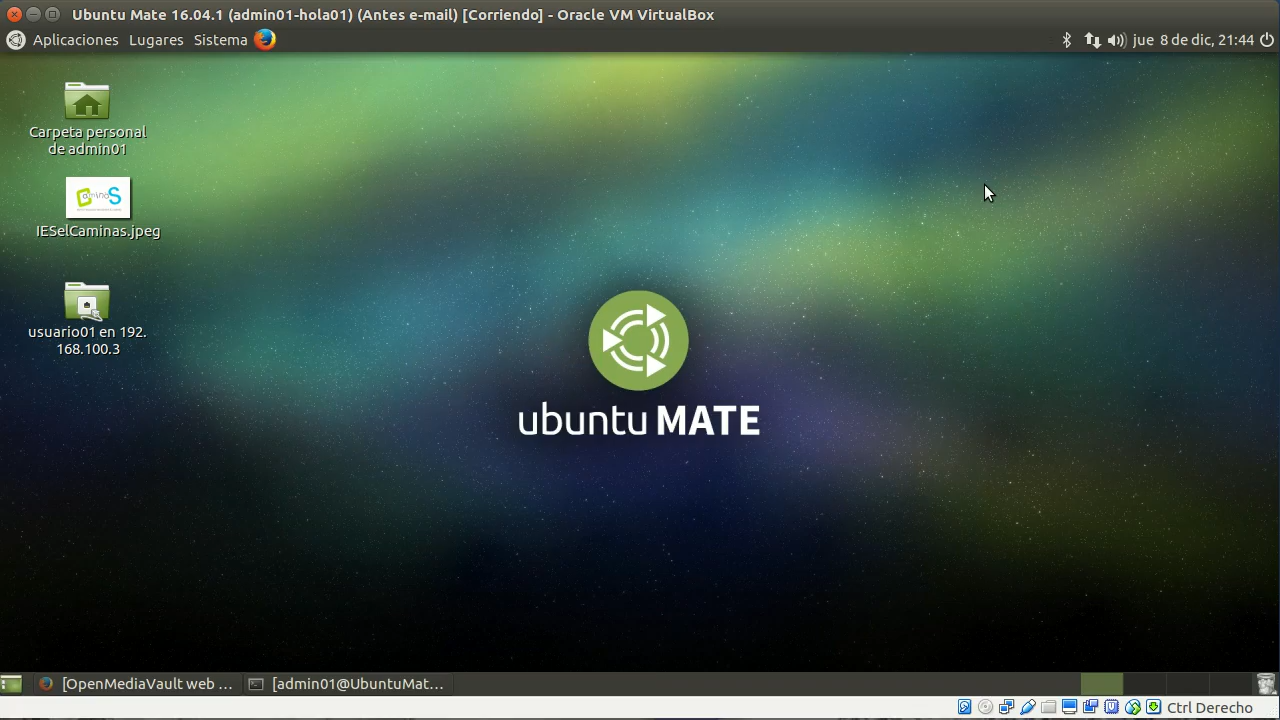 Ubuntu Mate 16.04.1 (admin01-hola01) (Antes e-mail) [Corriendo] - Oracle VM VirtualBox
Aplicaciones Lugares Sistema
jue 8 de dic, 21:44
Carpeta personal
de admin01
CaminaS
IESelCaminas.jpeg
usuario01 en 192.
168.100.3
ubuntu MATE
[OpenMediaVault web ...
[admin01@UbuntuMat...
Ctrl Derecho